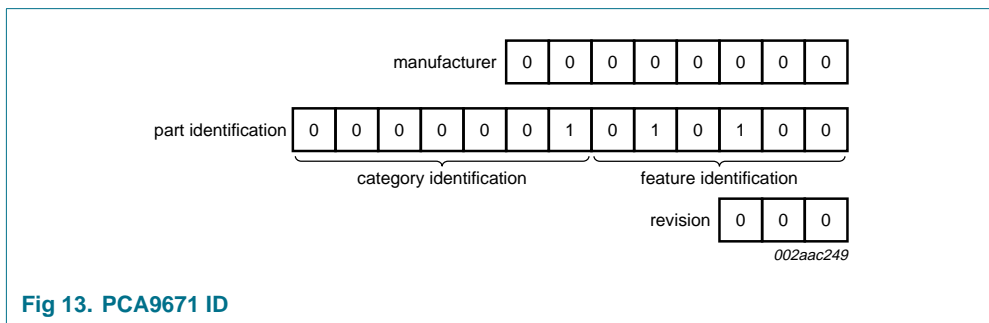 manufacturer 0 0 0 0 0 0 0 0
part identification 0 0 0 0 0 0 1 0 1 0 1 0 0
category identification feature identification
revision 0 0 0
002aac249
Fig 13. PCA9671 ID